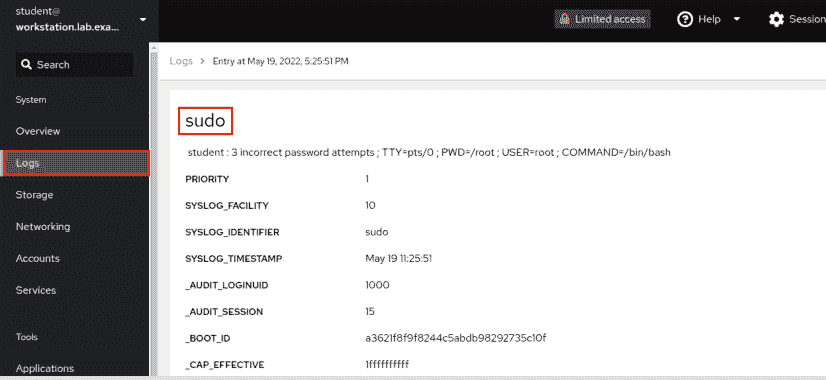 student@
workstation.lab.exa...
Limited access
Help
Session
Search
Logs > Entry at May 19, 2022, 5:25:51 PM
System
sudo
Overview
student : 3 incorrect password attempts ; TTY=pts/0 ; PWD=/root ; USER=root ; COMMAND=/bin/bash
Logs
PRIORITY 1
Storage
SYSLOG_FACILITY 10
Networking
SYSLOG_IDENTIFIER sudo
Accounts
SYSLOG_TIMESTAMP May 19 11:25:51
_AUDIT_LOGINUID 1000
Services
_AUDIT_SESSION 15
Tools
_BOOT_ID a3621f8f9f8244c5abdb98292735c10f
Applications
_CAP_EFFECTIVE 1ffffffffff